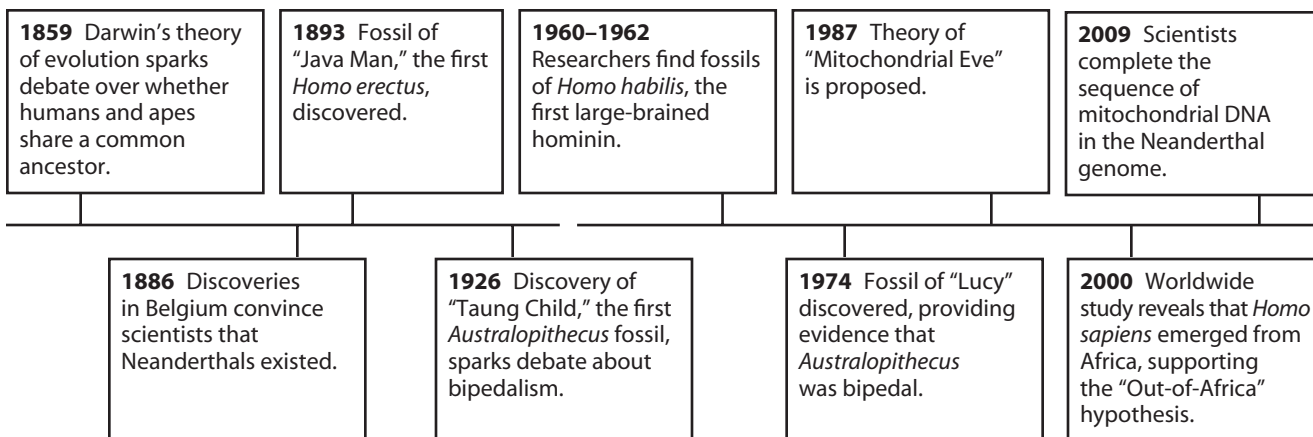 1859 Darwin’s theory
of evolution sparks
debate over whether
humans and apes
share a common
ancestor.
1893 Fossil of
“Java Man,” the first
Homo erectus,
discovered.
1960–1962
Researchers find fossils
of Homo habilis, the
first large-brained
hominin.
1987 Theory of
“Mitochondrial Eve”
is proposed.
2009 Scientists
complete the
sequence of
mitochondrial DNA
in the Neanderthal
genome.
1886 Discoveries
in Belgium convince
scientists that
Neanderthals existed.
1926 Discovery of
“Taung Child,” the first
Australopithecus fossil,
sparks debate about
bipedalism.
1974 Fossil of “Lucy”
discovered, providing
evidence that
Australopithecus
was bipedal.
2000 Worldwide
study reveals that Homo
sapiens emerged from
Africa, supporting
the “Out-of-Africa”
hypothesis.